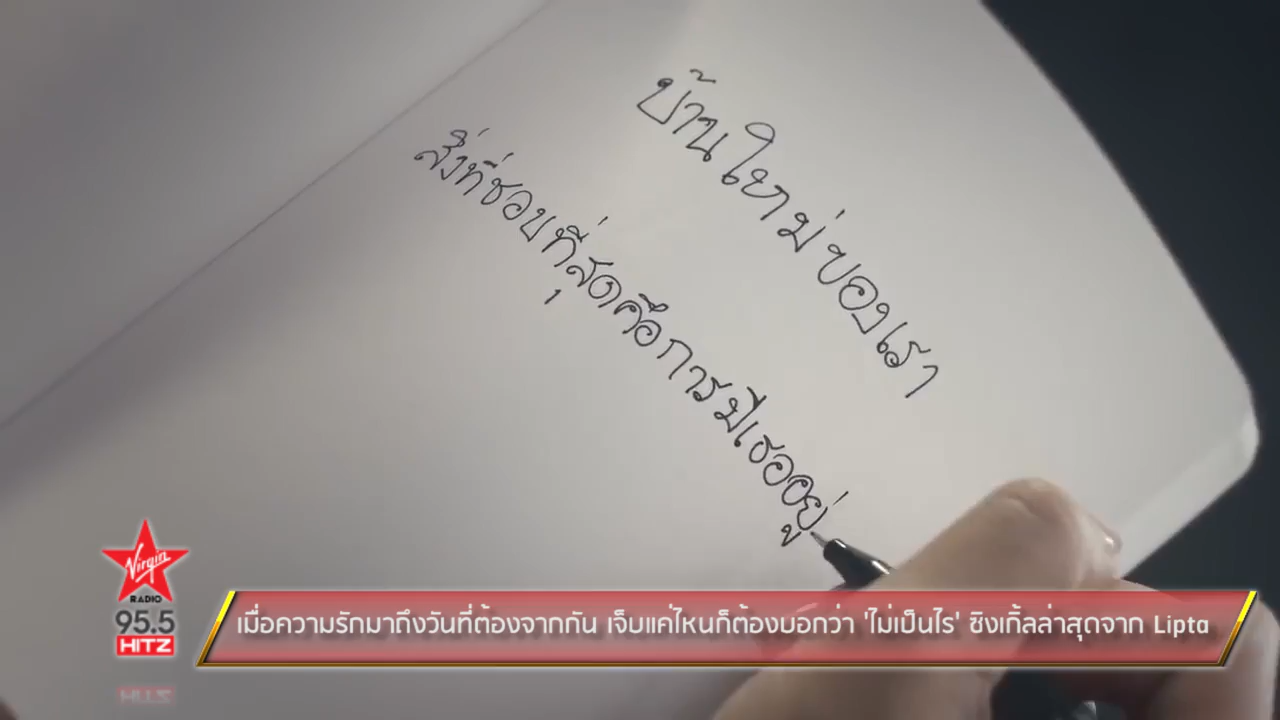 บ้านใหม่ของเรา
สิ่งที่ชอบที่สุดคือการมีเธออยู่
Virgin
RADIO
95.5
HITZ
เมื่อความรักมาถึงวันที่ต้องจากกัน เจ็บแค่ไหนก็ต้องบอกว่า 'ไม่เป็นไร' ซิงเกิ้ลล่าสุดจาก Lipta